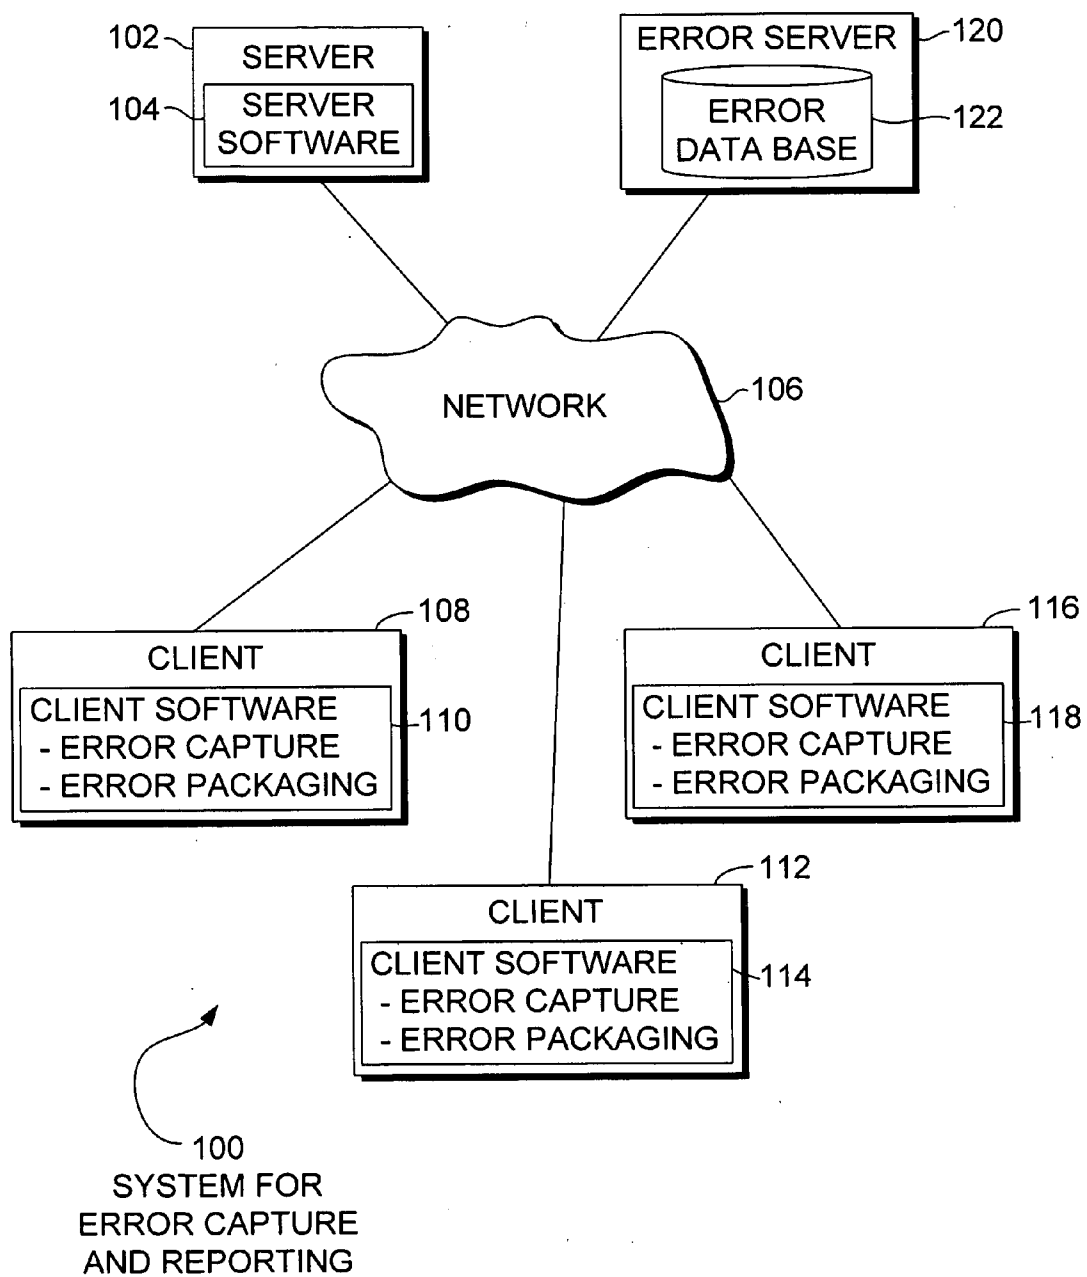 102
SERVER
104
SERVER
SOFTWARE
ERROR SERVER
120
ERROR
DATA BASE
122
NETWORK
106
108
CLIENT
CLIENT SOFTWARE
- ERROR CAPTURE
- ERROR PACKAGING
110
116
CLIENT
CLIENT SOFTWARE
- ERROR CAPTURE
- ERROR PACKAGING
118
112
CLIENT
CLIENT SOFTWARE
- ERROR CAPTURE
- ERROR PACKAGING
114
100
SYSTEM FOR
ERROR CAPTURE
AND REPORTING